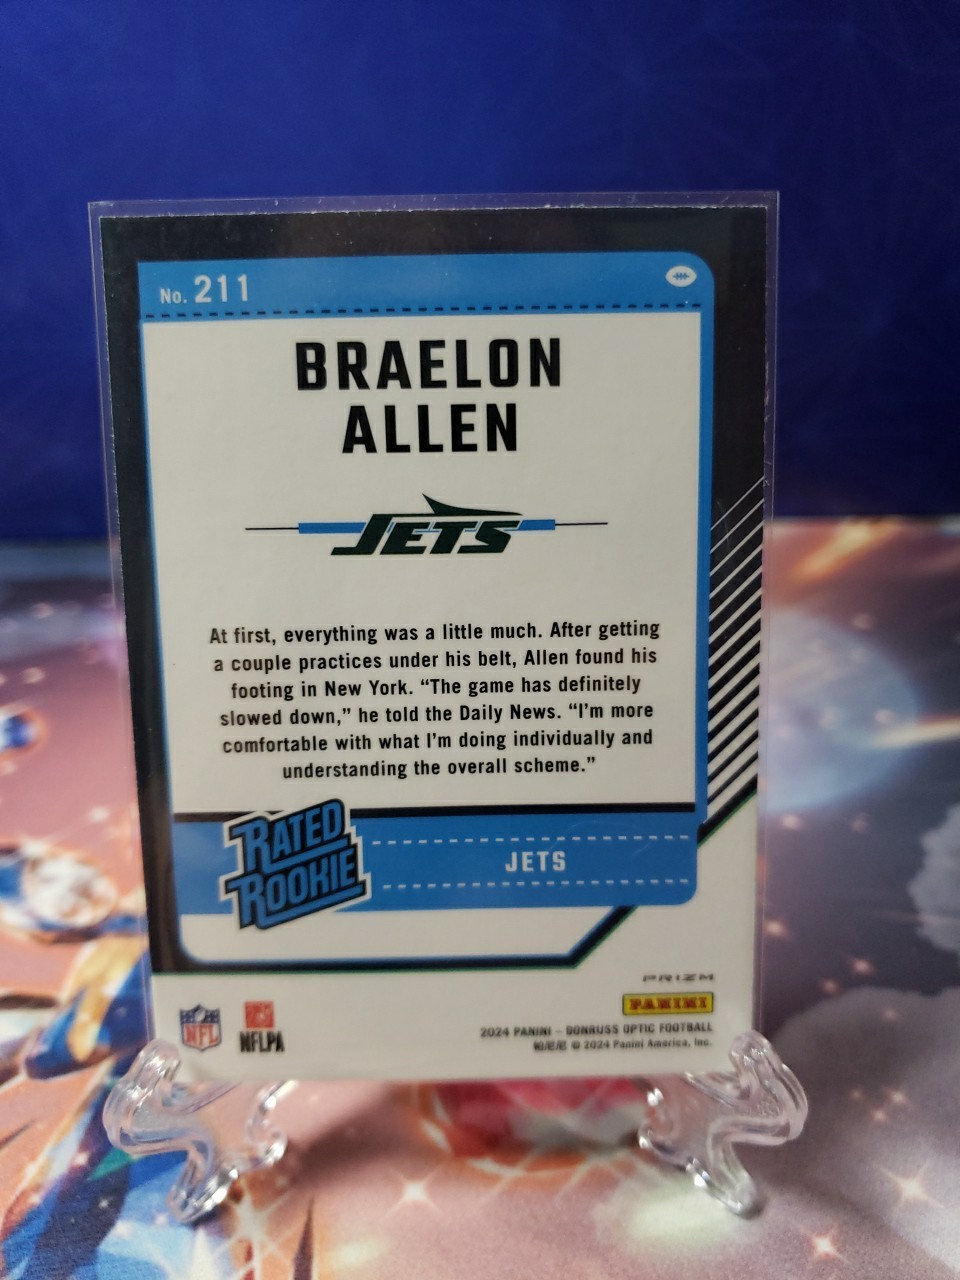 No. 211
BRAELON
ALLEN
JETS
At first, everything was a little much. After getting
a couple practices under his belt, Allen found his
footing in New York. “The game has definitely
slowed down,” he told the Daily News. “I’m more
comfortable with what I’m doing individually and
understanding the overall scheme.”
RATED
ROOKIE
JETS
PRIZM
PANINI
NFL
NFLPA
2024 PANINI – DONRUSS OPTIC FOOTBALL
© 2024 Panini America, Inc.